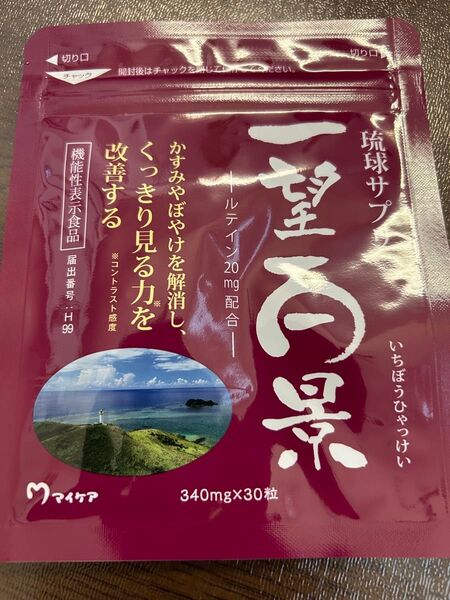 切り口
切り口
チャック
開封後はチャックを閉じて
ください。
琉球サプリ
一望百景
いちぼうひゃっけい
ルテイン20mg配合
かすみやぼやけを解消し、
くっきり見る力を※
改善する
※コントラスト感度
機能性表示食品
届出番号:H99
マイケア
340mg×30粒